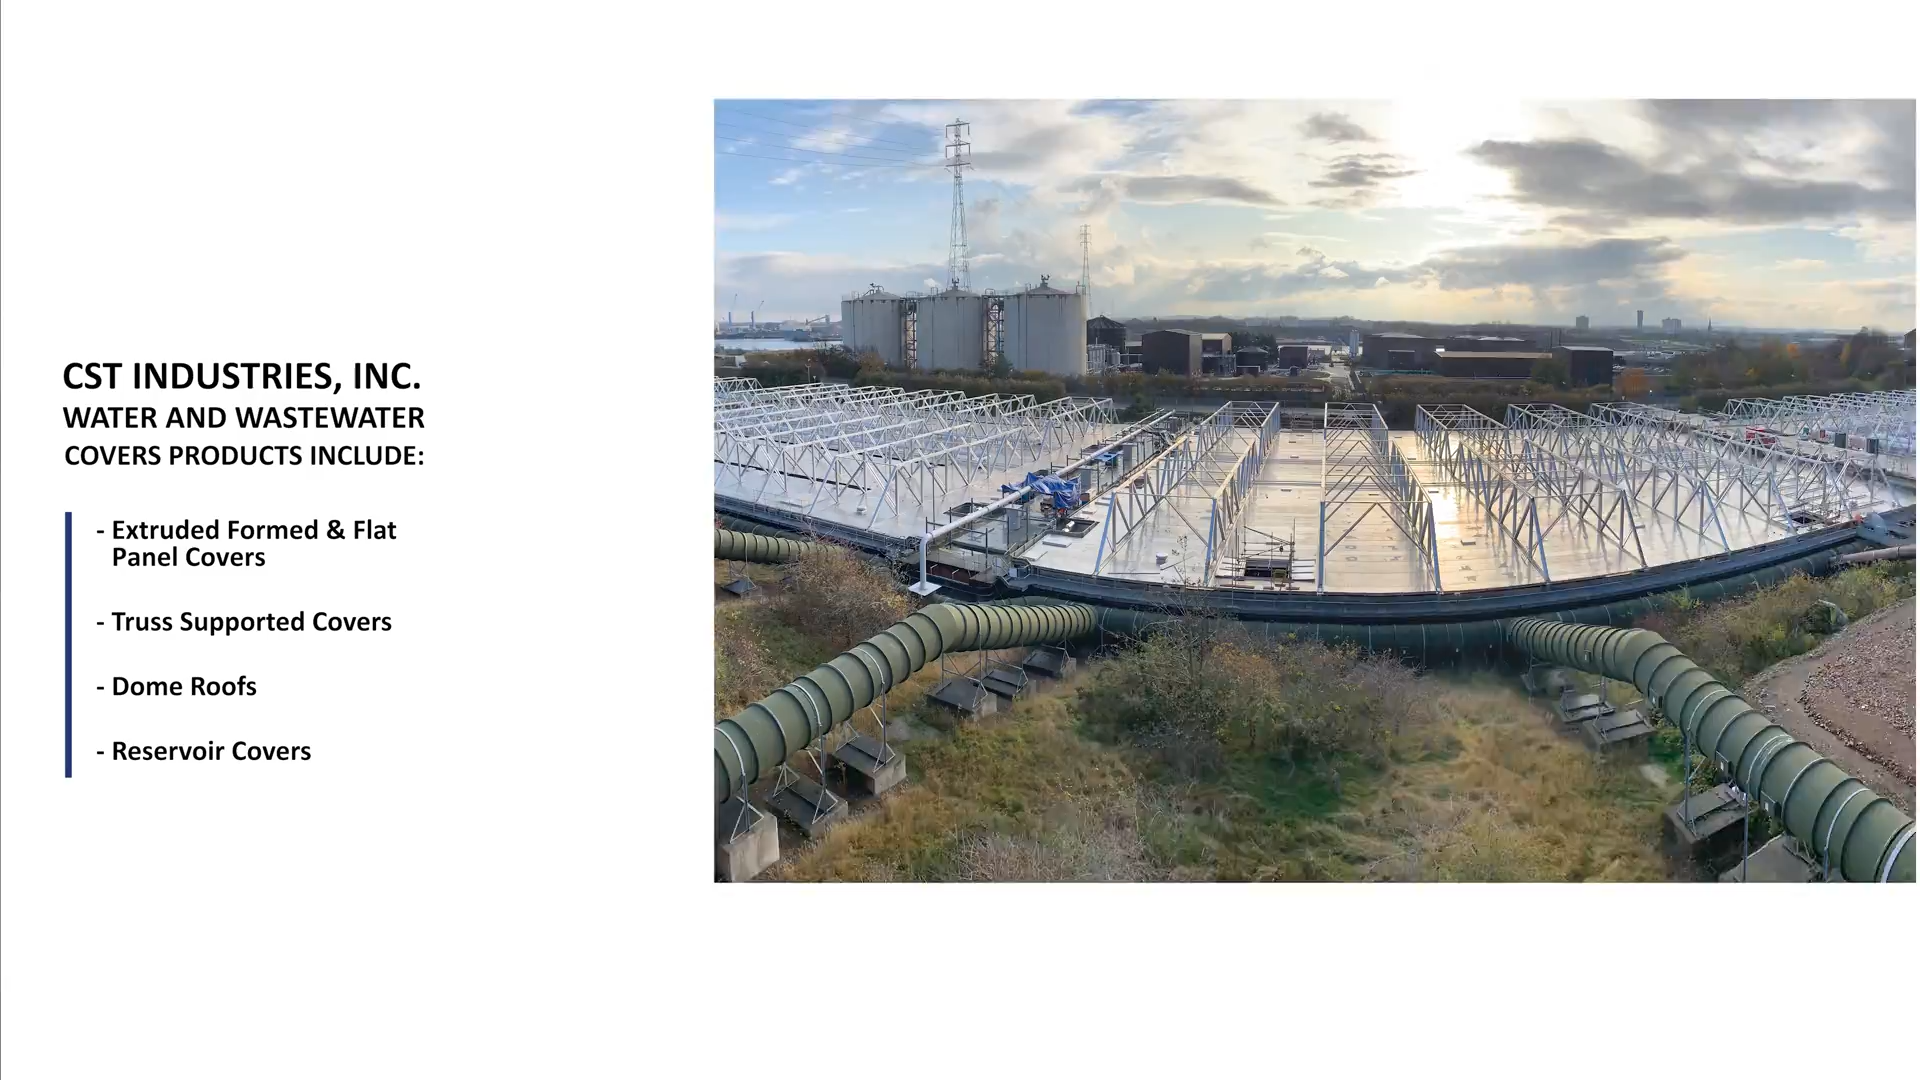 CST INDUSTRIES, INC.
WATER AND WASTEWATER
COVERS PRODUCTS INCLUDE:
- Extruded Formed & Flat
Panel Covers
- Truss Supported Covers
- Dome Roofs
- Reservoir Covers